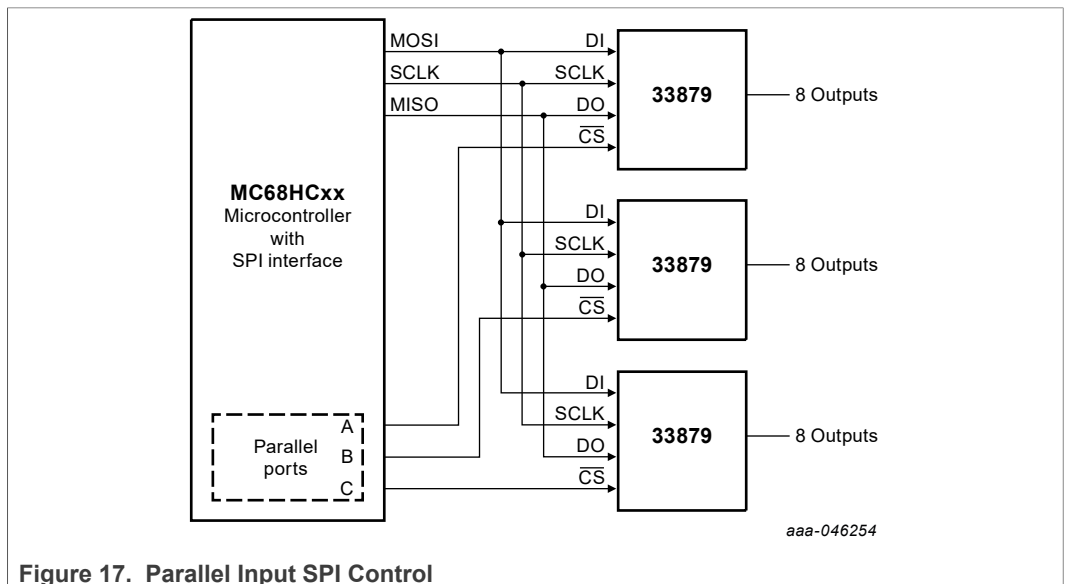 MOSI
DI
SCLK
SCLK
MISO
DO
CS
33879
8 Outputs
MC68HCxx
Microcontroller
with
SPI interface
DI
SCLK
DO
CS
33879
8 Outputs
DI
SCLK
DO
CS
33879
8 Outputs
Parallel
ports
A
B
C
aaa-046254
Figure 17. Parallel Input SPI Control